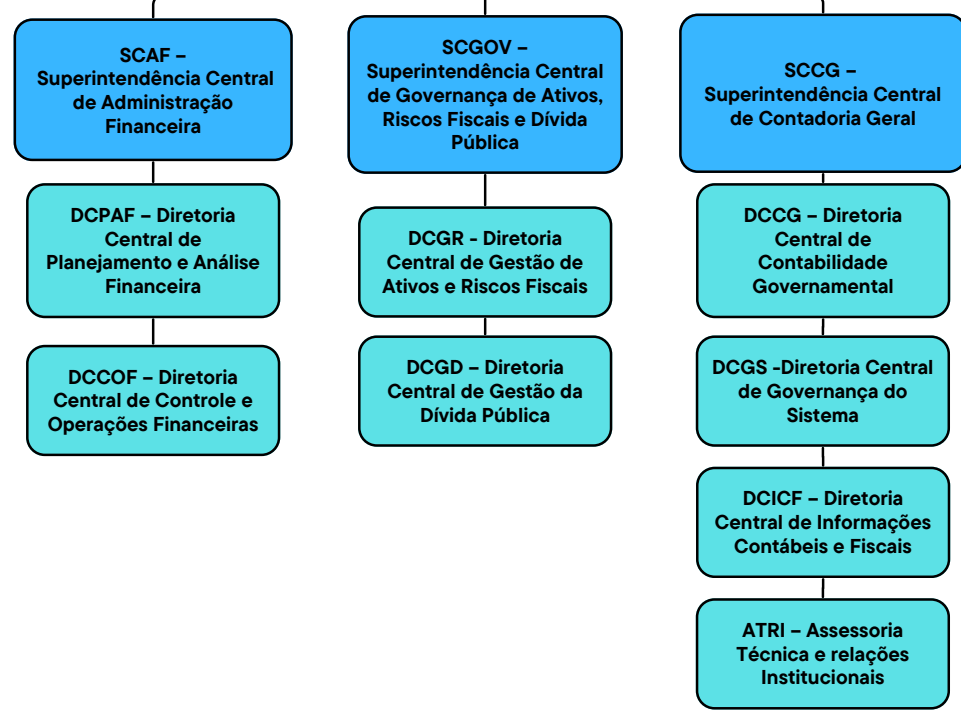 SCAF –
Superintendência Central
de Administração
Financeira
DCPAF – Diretoria
Central de
Planejamento e Análise
Financeira
DCCOF – Diretoria
Central de Controle e
Operações Financeiras
SCGOV –
Superintendência Central
de Governança de Ativos,
Riscos Fiscais e Dívida
Pública
DCGR - Diretoria
Central de Gestão de
Ativos e Riscos Fiscais
DCGD – Diretoria
Central de Gestão da
Dívida Pública
SCCG –
Superintendência Central
de Contadoria Geral
DCCG – Diretoria
Central de
Contabilidade
Governamental
DCGS -Diretoria Central
de Governança do
Sistema
DCICF – Diretoria
Central de Informações
Contábeis e Fiscais
ATRI – Assessoria
Técnica e relações
Institucionais